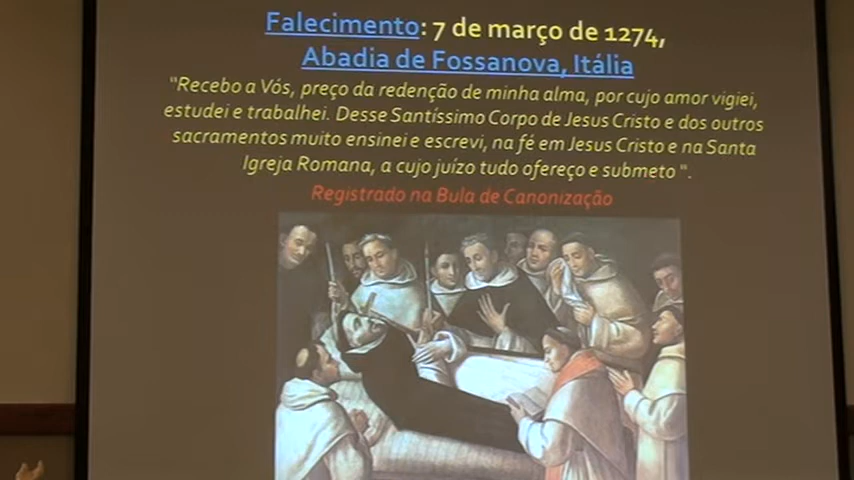 Falecimento: 7 de março de 1274,
Abadia de Fossanova, Itália
"Recebo a Vós, preço da redenção de minha alma, por cujo amor vigiei,
estudei e trabalhei. Desse Santíssimo Corpo de Jesus Cristo e dos outros
sacramentos muito ensinei e escrevi, na fé em Jesus Cristo e na Santa
Igreja Romana, a cujo juízo tudo ofereço e submeto ".
Registrado na Bula de Canonização